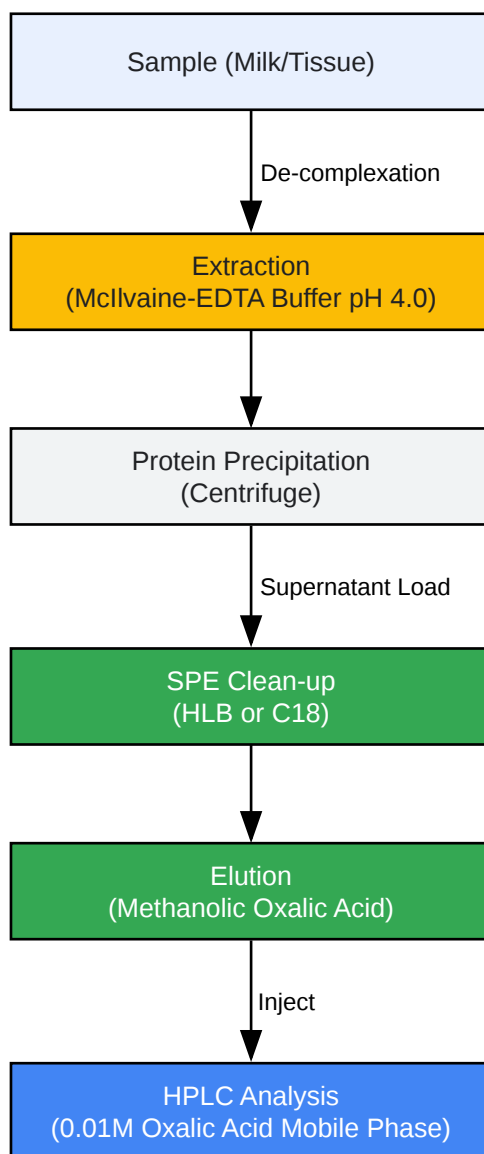 Sample (Milk/Tissue)
De-complexation
Extraction
(McIlvaine-EDTA Buffer pH 4.0)
Protein Precipitation
(Centrifuge)
Supernatant Load
SPE Clean-up
(HLB or C18)
Elution
(Methanolic Oxalic Acid)
Inject
HPLC Analysis
(0.01M Oxalic Acid Mobile Phase)